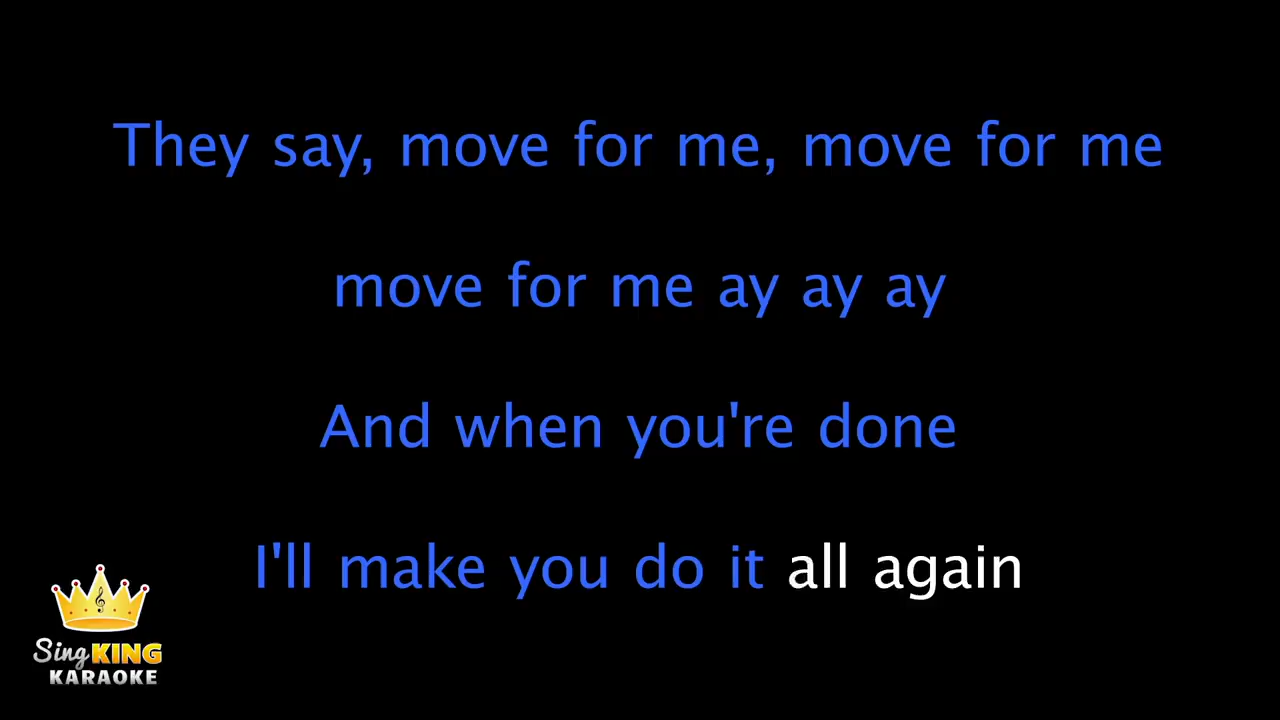 They say, move for me, move for me
move for me ay ay ay
And when you're done
I'll make you do it all again
Sing KING
KARAOKE